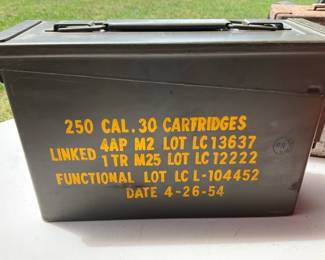 250 CAL. 30 CARTRIDGES
LINKED 4AP M2 LOT LC 13637
1 TR M25 LOT LC 12222
FUNCTIONAL LOT LC L-104452
DATE 4-26-54